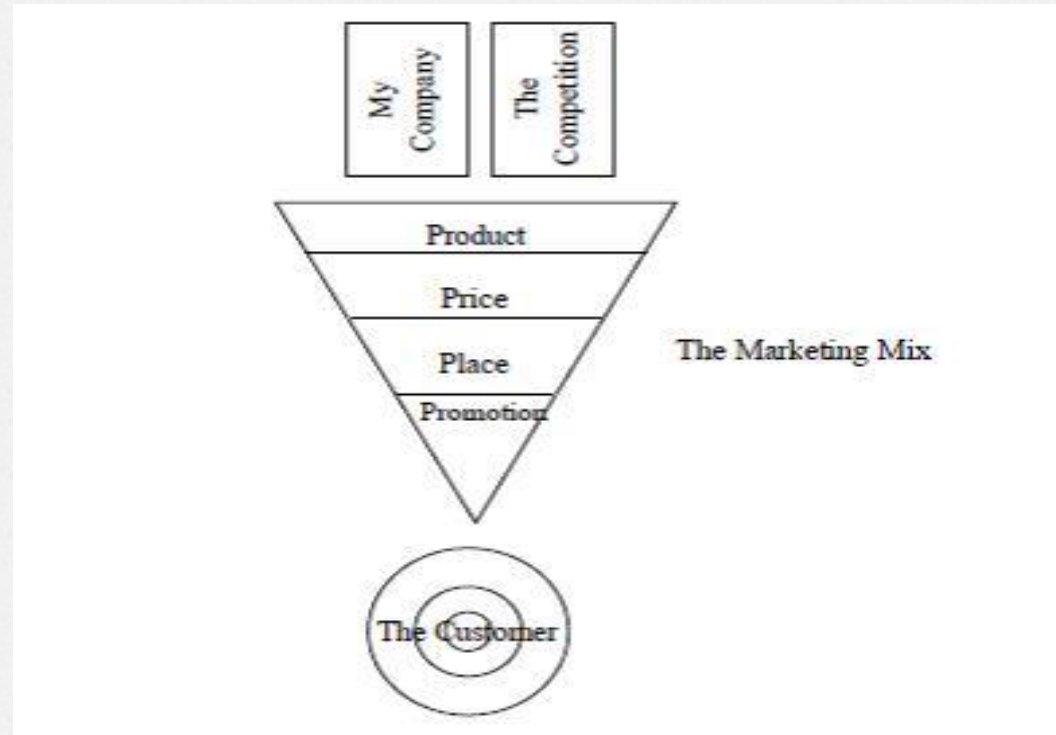 My
Company
The
Competition
Product
Price
Place
Promotion
The Marketing Mix
The Customer